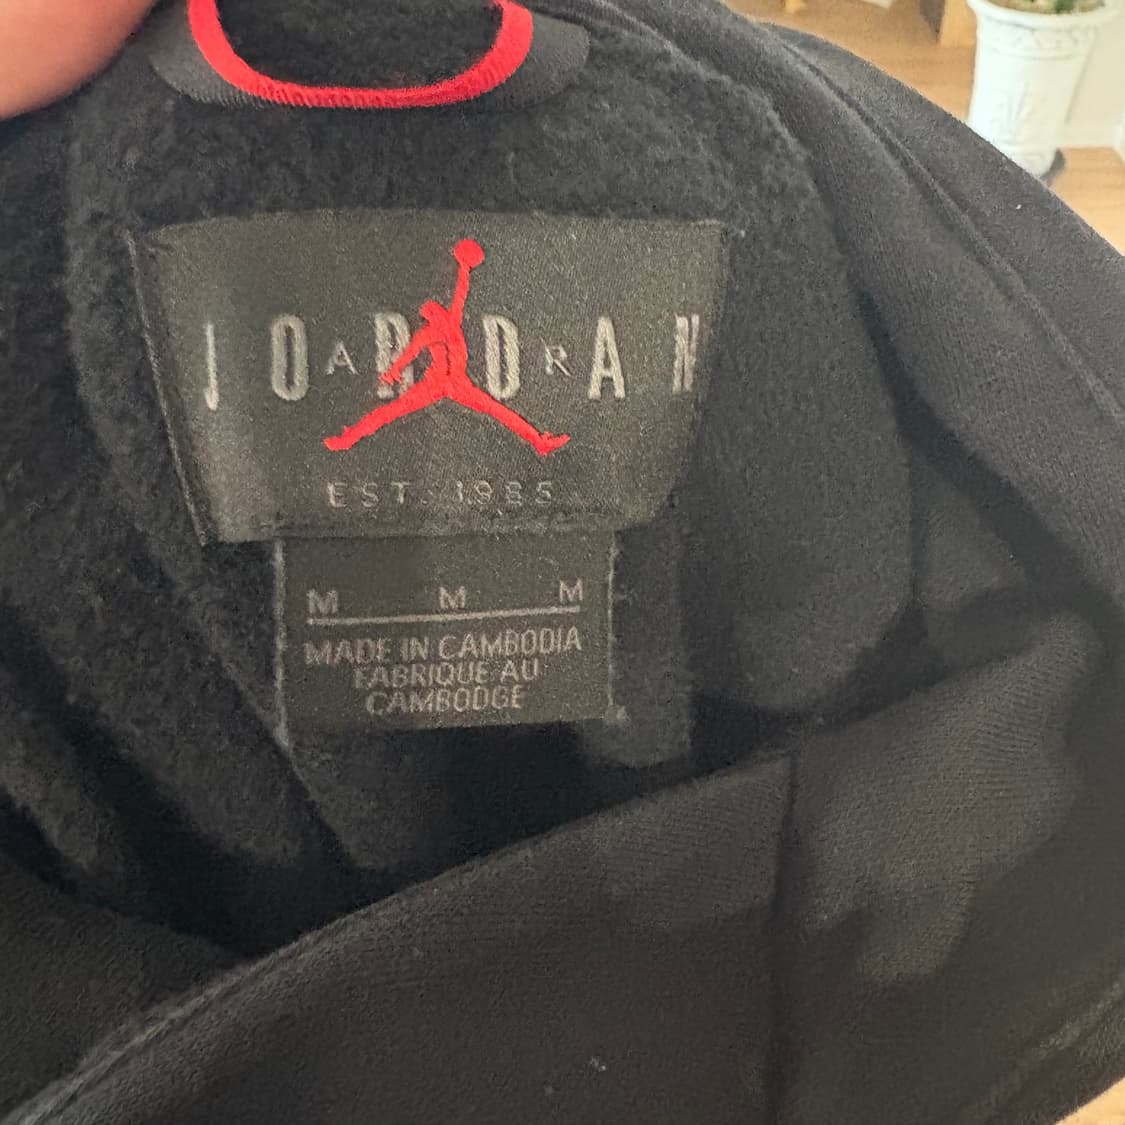 JORDAN
AIR
EST. 1985
M M M
MADE IN CAMBODIA
FABRIQUE AU
CAMBODGE